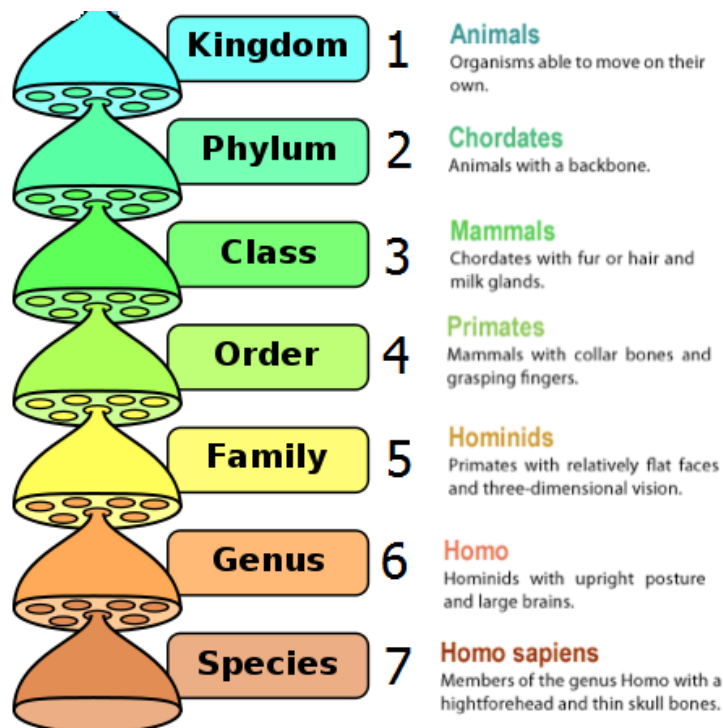 Kingdom 1 Animals
Organisms able to move on their
own.
Phylum 2 Chordates
Animals with a backbone.
Class 3 Mammals
Chordates with fur or hair and
milk glands.
Order 4 Primates
Mammals with collar bones and
grasping fingers.
Family 5 Hominids
Primates with relatively flat faces
and three-dimensional vision.
Genus 6 Homo
Hominids with upright posture
and large brains.
Species 7 Homo sapiens
Members of the genus Homo with a
hightforehead and thin skull bones.